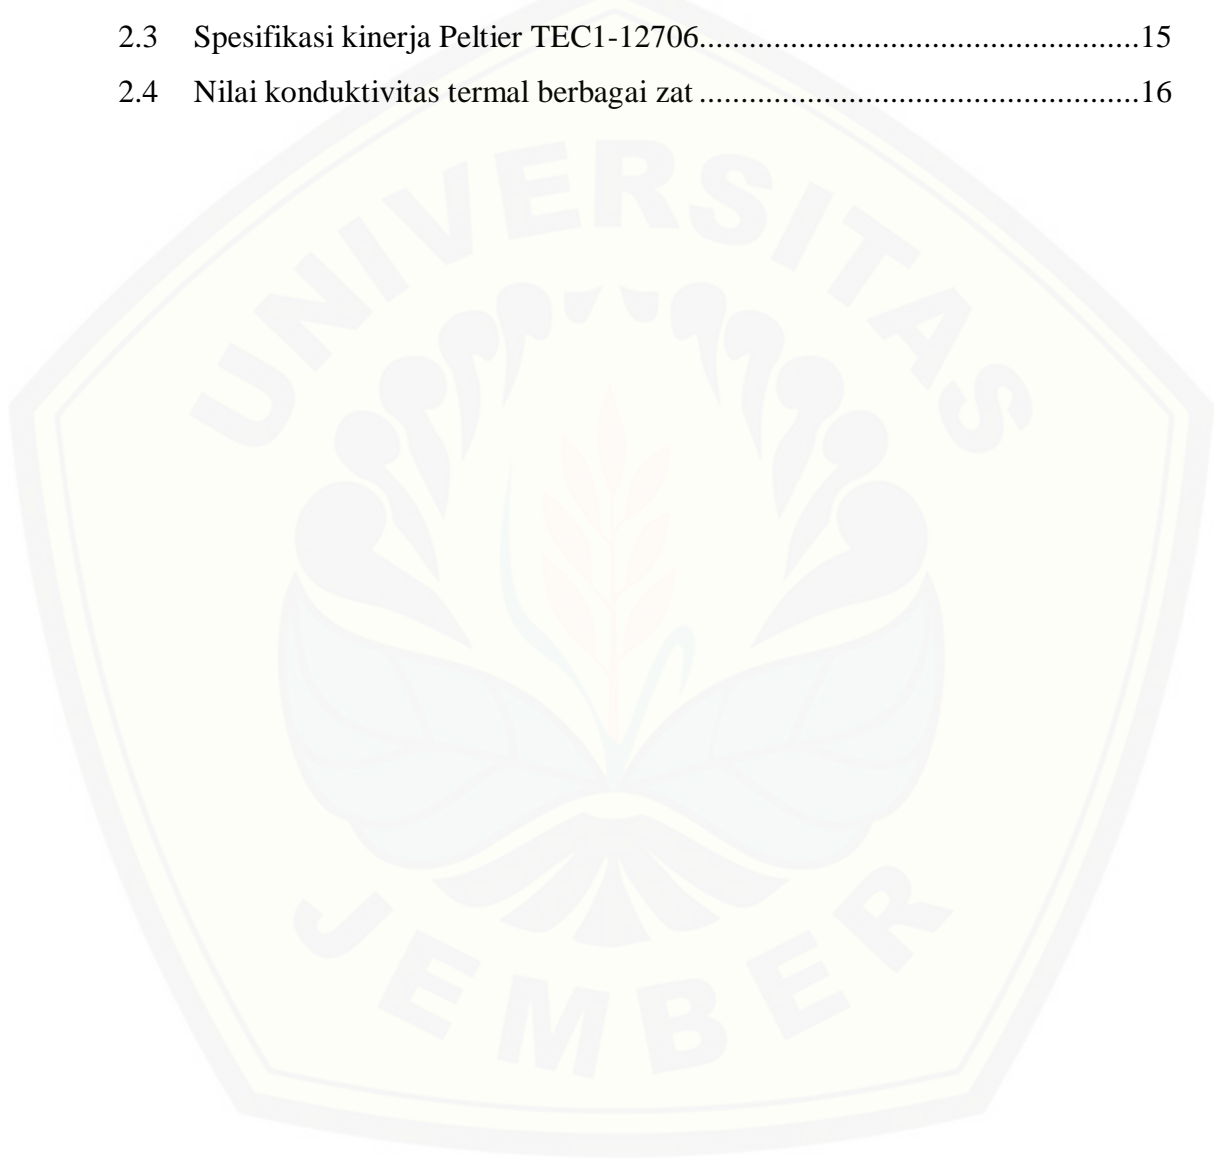 2.3 Spesifikasi kinerja Peltier TEC1-12706......................................................15
2.4 Nilai konduktivitas termal berbagai zat ......................................................16
UNIVERSITAS
JEMBER